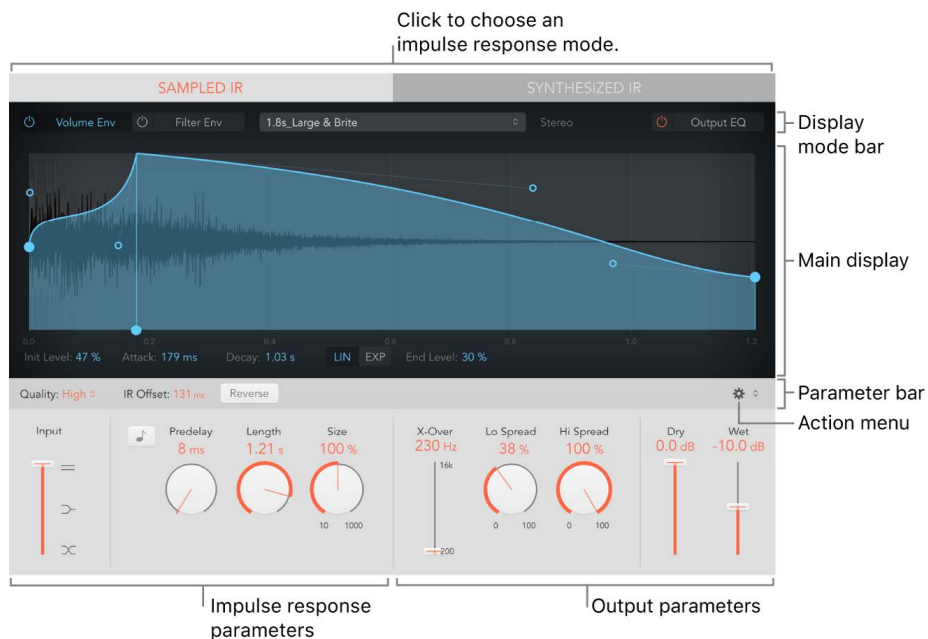 Click to choose an
impulse response mode.
SAMPLED IR
SYNTHESIZED IR
Volume Env
Filter Env
1.8s_Large & Brite
Stereo
Output EQ
Display
mode bar
Main display
0.0 0.2 0.4 0.6 0.8 1.0 1.2
Init Level: 47 % Attack: 179 ms Decay: 1.03 s LIN EXP End Level: 30 %
Quality: High IR Offset: 131 ms Reverse
Parameter bar
Action menu
Input Predelay Length Size X-Over Lo Spread Hi Spread Dry Wet
8 ms 1.21 s 100 % 230 Hz 38 % 100 % 0.0 dB -10.0 dB
16k
10 1000 0 100 0 100
200
Impulse response
parameters
Output parameters